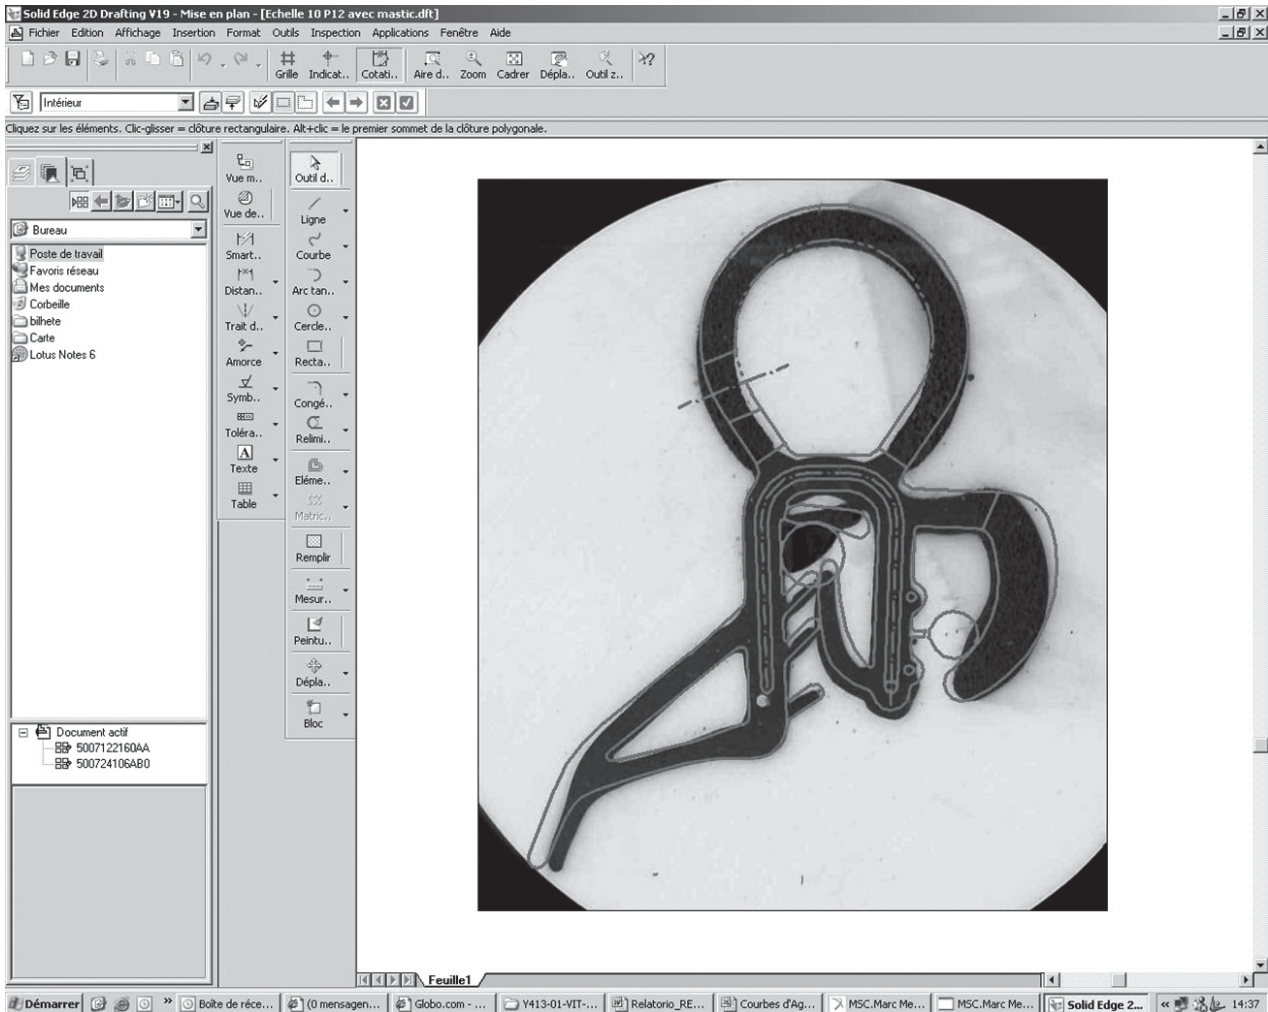 Solid Edge 2D Drafting V19 - Mise en plan - [Echelle 10 P12 avec mastic.dft]
Fichier Edition Affichage Insertion Format Outils Inspection Applications Fenêtre Aide
Grille Indicat.. Cotati.. Aire d.. Zoom Cadrer Dépla.. Outil z..
Intérieur
Cliquez sur les éléments. Clic-glisser = clôture rectangulaire. Alt+clic = le premier sommet de la clôture polygonale.
Bureau
Poste de travail
Favoris réseau
Mes documents
Corbeille
bilhete
Carte
Lotus Notes 6
Document actif
5007122160AA
500724106AB0
Vue m..
Vue de..
Smart..
Distan..
Trait d..
Amorce
Symb..
Toléra..
Texte
Table
Outil d..
Ligne
Courbe
Arc tan..
Cercle..
Recta..
Congé..
Relimi..
Eléme..
Matric..
Remplir
Mesur..
Peintu..
Dépla..
Bloc
Feuille1
Démarrer » Boîte de réce... (0 mensagen... Globo.com - ... Y413-01-VIT-... Relatorio_RE... Courbes d'Ag... MSC.Marc Me... MSC.Marc Me... Solid Edge 2... « 14:37